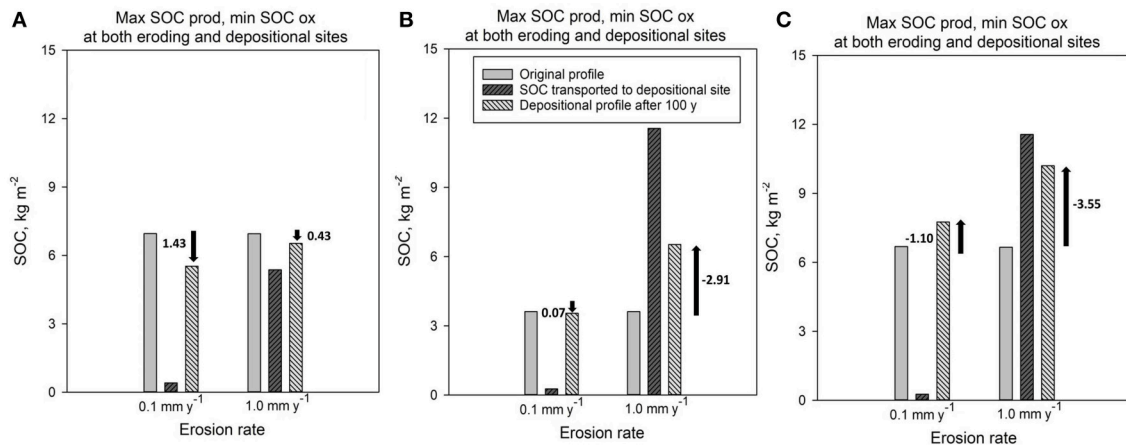 A
Max SOC prod, min SOC ox
at both eroding and depositional sites
15
12
9
6
3
0
SOC, kg m⁻²
1.43
0.43
0.1 mm y⁻¹
1.0 mm y⁻¹
Erosion rate
B
Max SOC prod, min SOC ox
at both eroding and depositional sites
15
12
9
6
3
0
SOC, kg m⁻²
Original profile
SOC transported to depositional site
Depositional profile after 100 y
0.07
-2.91
0.1 mm y⁻¹
1.0 mm y⁻¹
Erosion rate
C
Max SOC prod, min SOC ox
at both eroding and depositional sites
15
12
9
6
3
0
SOC, kg m⁻²
-1.10
-3.55
0.1 mm y⁻¹
1.0 mm y⁻¹
Erosion rate